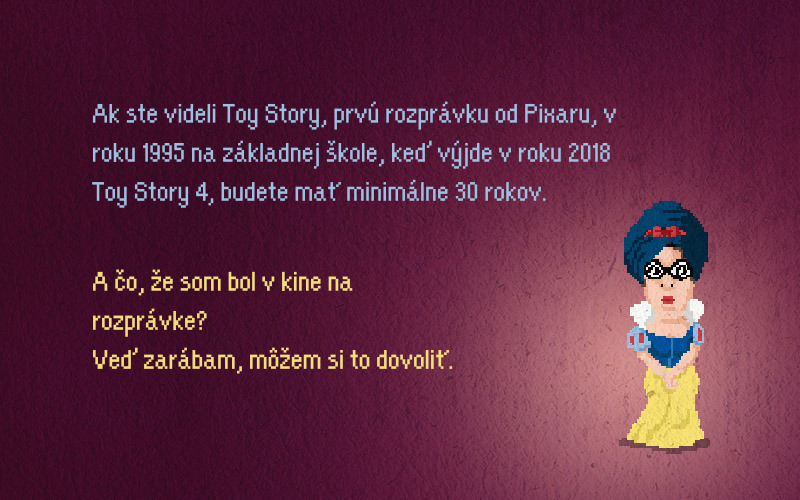 Ak ste videli Toy Story, prvú rozprávku od Pixaru, v
roku 1995 na základnej škole, keď výjde v roku 2018
Toy Story 4, budete mať minimálne 30 rokov.
A čo, že som bol v kine na
rozprávke?
Veď zarábam, môžem si to dovoliť.